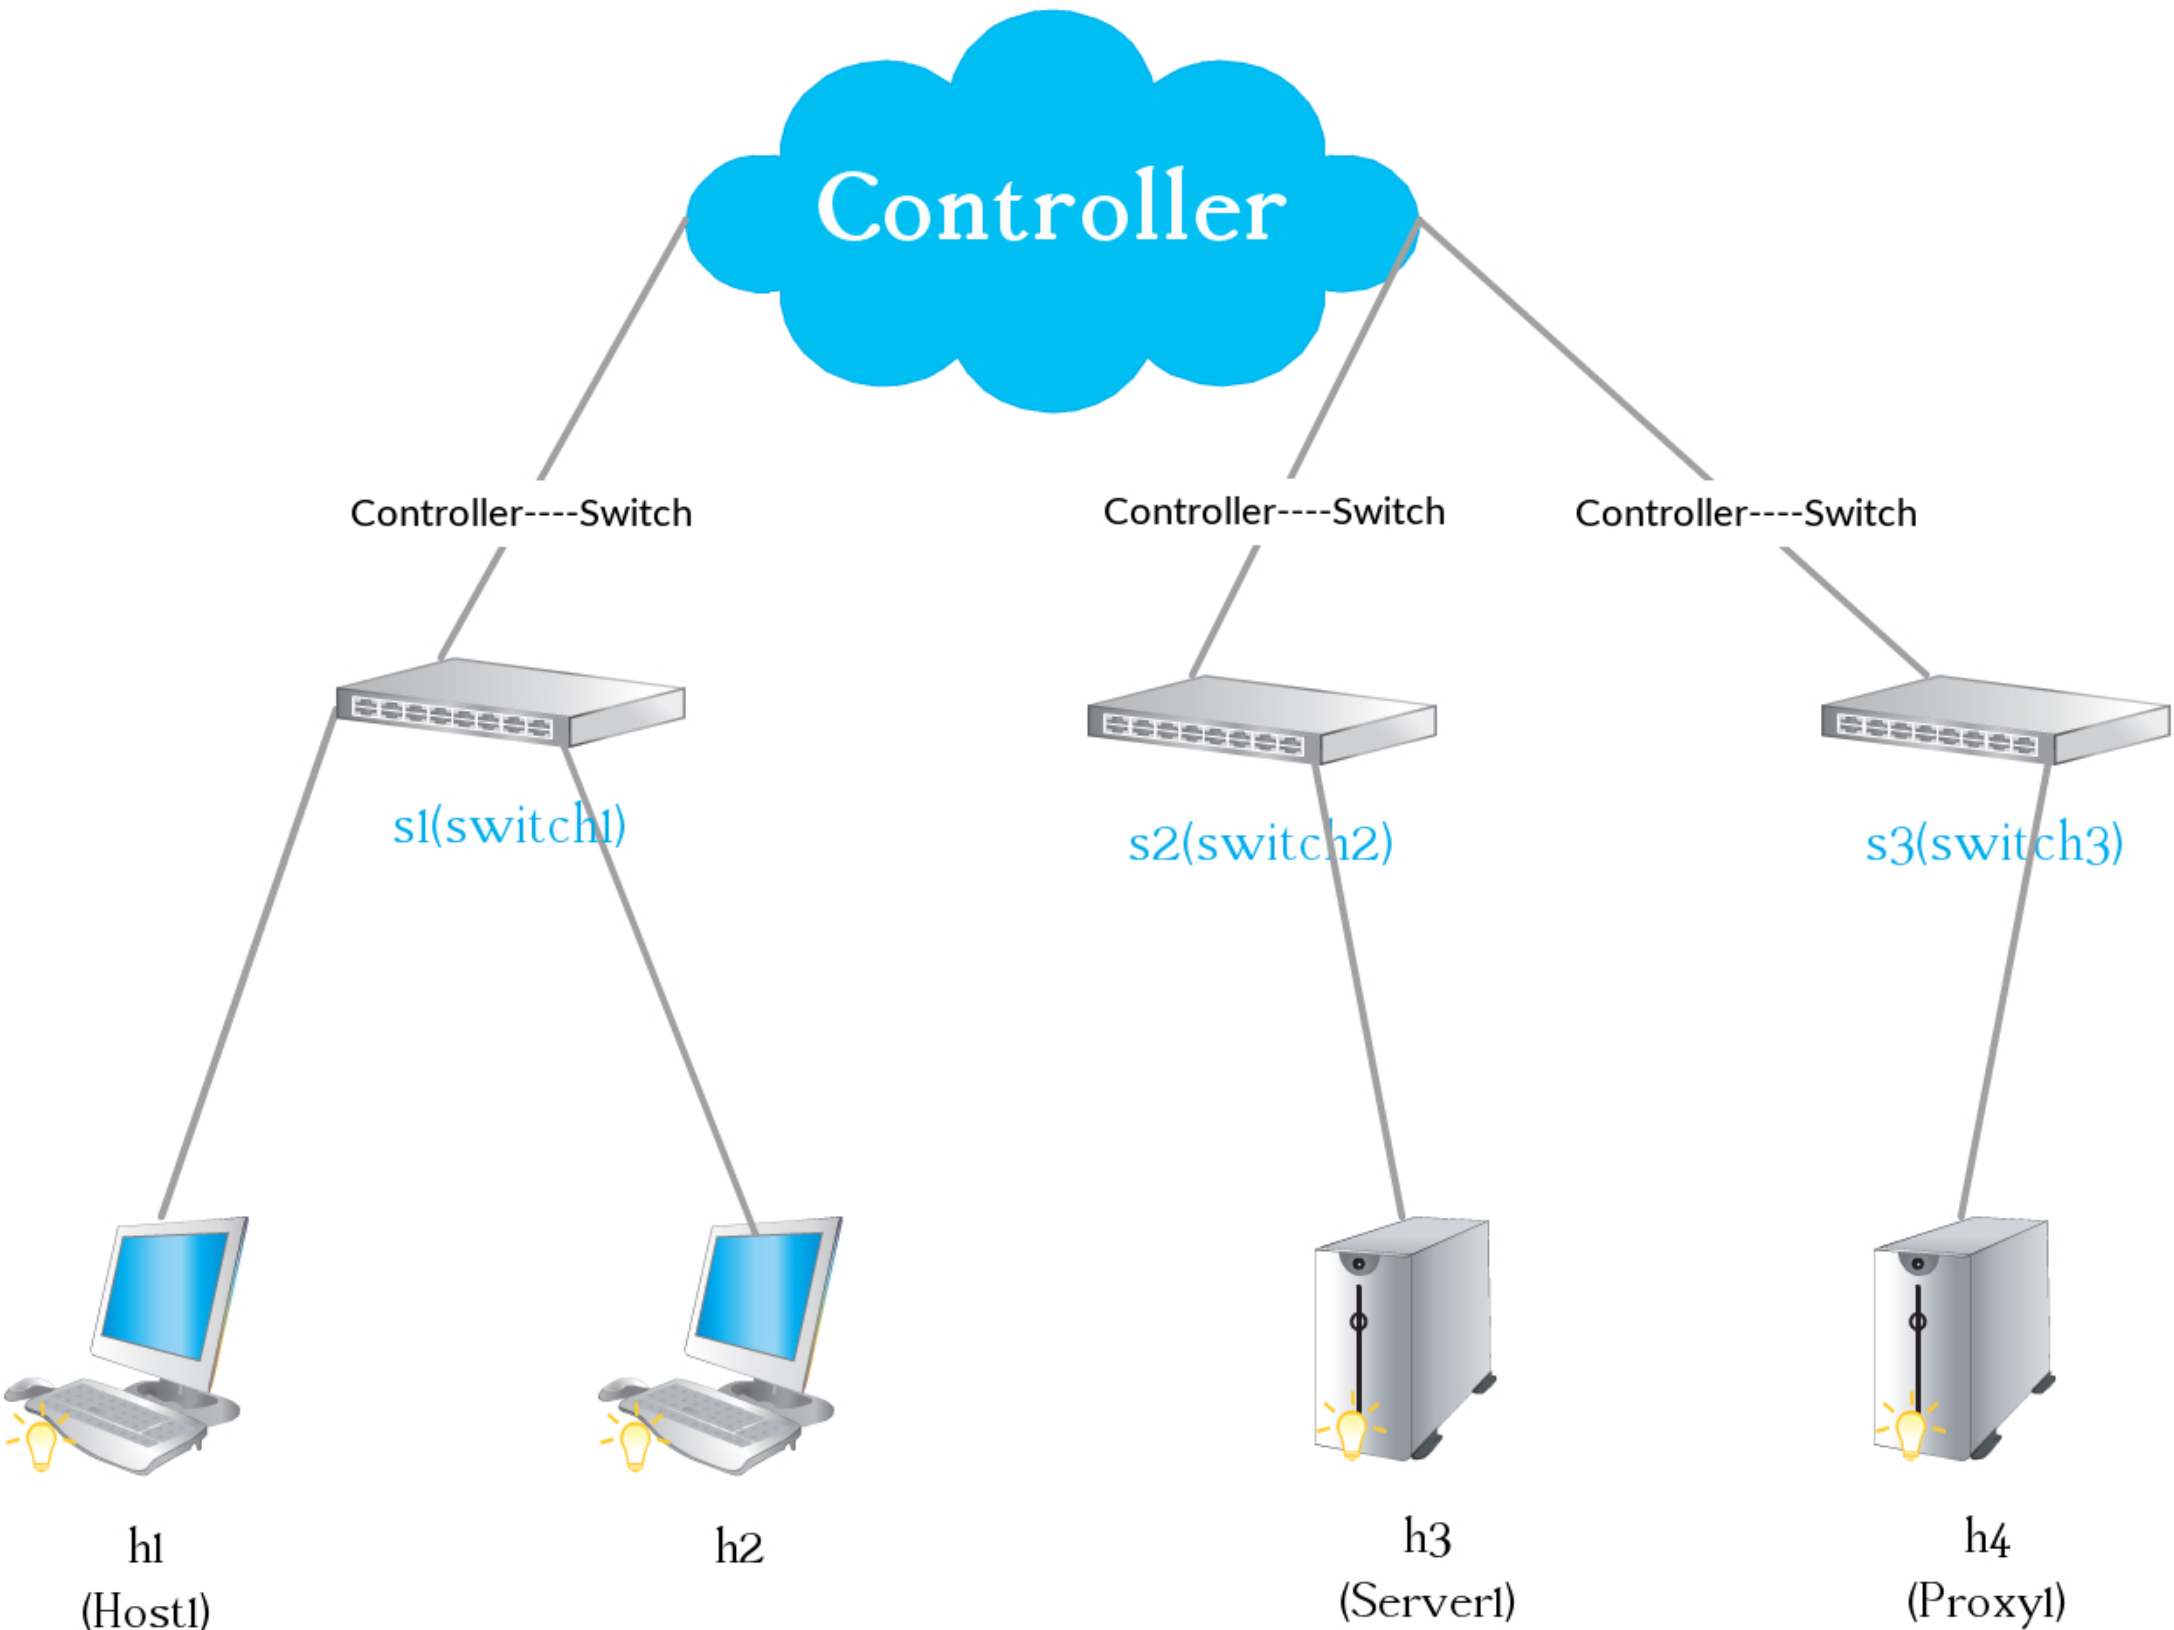 Controller
Controller----Switch
Controller----Switch
Controller----Switch
s1(switch1)
s2(switch2)
s3(switch3)
h1
(Host1)
h2
h3
(Server1)
h4
(Proxy1)